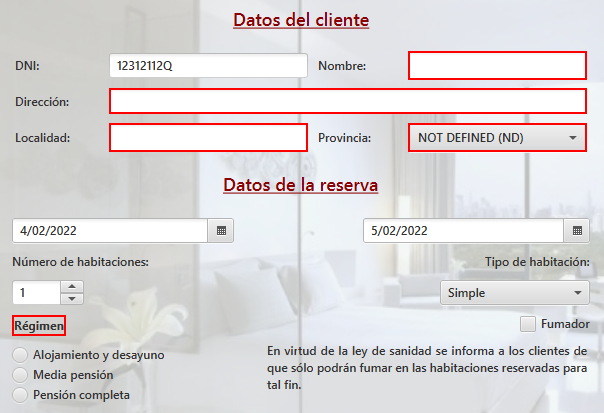 Datos del cliente
DNI: 12312112Q Nombre:
Dirección:
Localidad: Provincia: NOT DEFINED (ND)
Datos de la reserva
4/02/2022 5/02/2022
Número de habitaciones: Tipo de habitación:
1 Simple
Régimen Fumador
Alojamiento y desayuno
Media pensión
Pensión completa
En virtud de la ley de sanidad se informa a los clientes de
que sólo podrán fumar en las habitaciones reservadas para
tal fin.